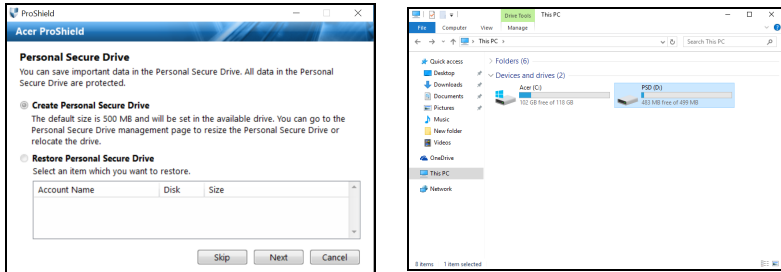 ProShield
Acer ProShield
Personal Secure Drive
You can save important data in the Personal Secure Drive. All data in the Personal
Secure Drive are protected.
Create Personal Secure Drive
The default size is 500 MB and will be set in the available drive. You can go to the
Personal Secure Drive management page to resize the Personal Secure Drive or
relocate the drive.
Restore Personal Secure Drive
Select an item which you want to restore.
Account Name Disk Size
Skip Next Cancel
Drive Tools This PC
File Computer View Manage
This PC Search This PC
Quick access
Desktop
Downloads
Documents
Pictures
Music
New folder
Videos
OneDrive
This PC
Network
Folders (6)
Devices and drives (2)
Acer (C:)
102 GB free of 118 GB
PSD (D:)
483 MB free of 499 MB
8 items 1 item selected